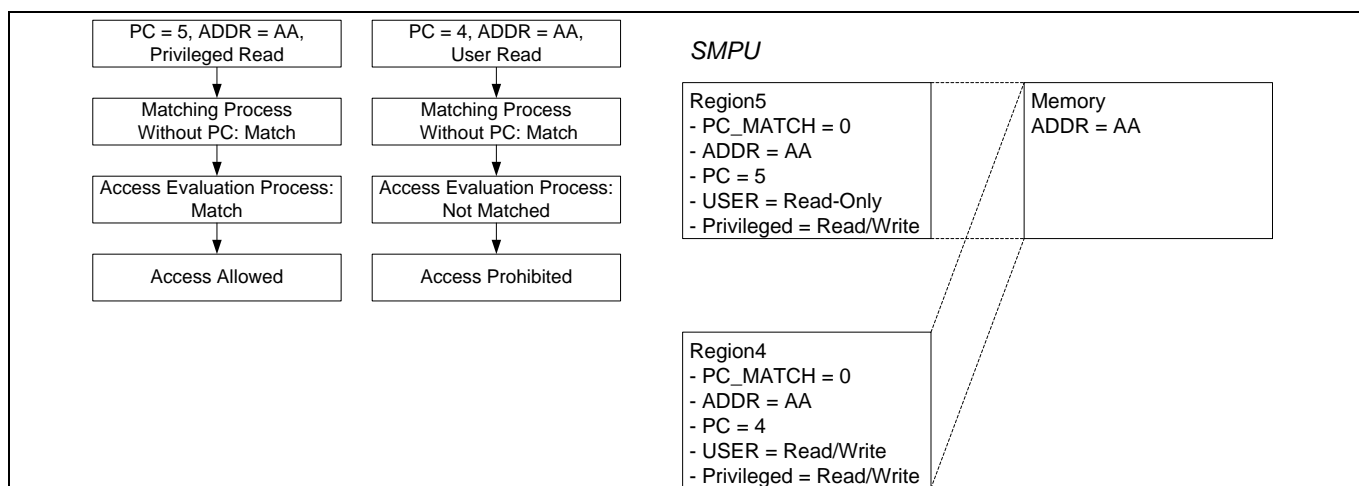 PC = 5, ADDR = AA,
Privileged Read
Matching Process
Without PC: Match
Access Evaluation Process:
Match
Access Allowed
PC = 4, ADDR = AA,
User Read
Matching Process
Without PC: Match
Access Evaluation Process:
Not Matched
Access Prohibited
SMPU
Region5
- PC_MATCH = 0
- ADDR = AA
- PC = 5
- USER = Read-Only
- Privileged = Read/Write
Memory
ADDR = AA
Region4
- PC_MATCH = 0
- ADDR = AA
- PC = 4
- USER = Read/Write
- Privileged = Read/Write